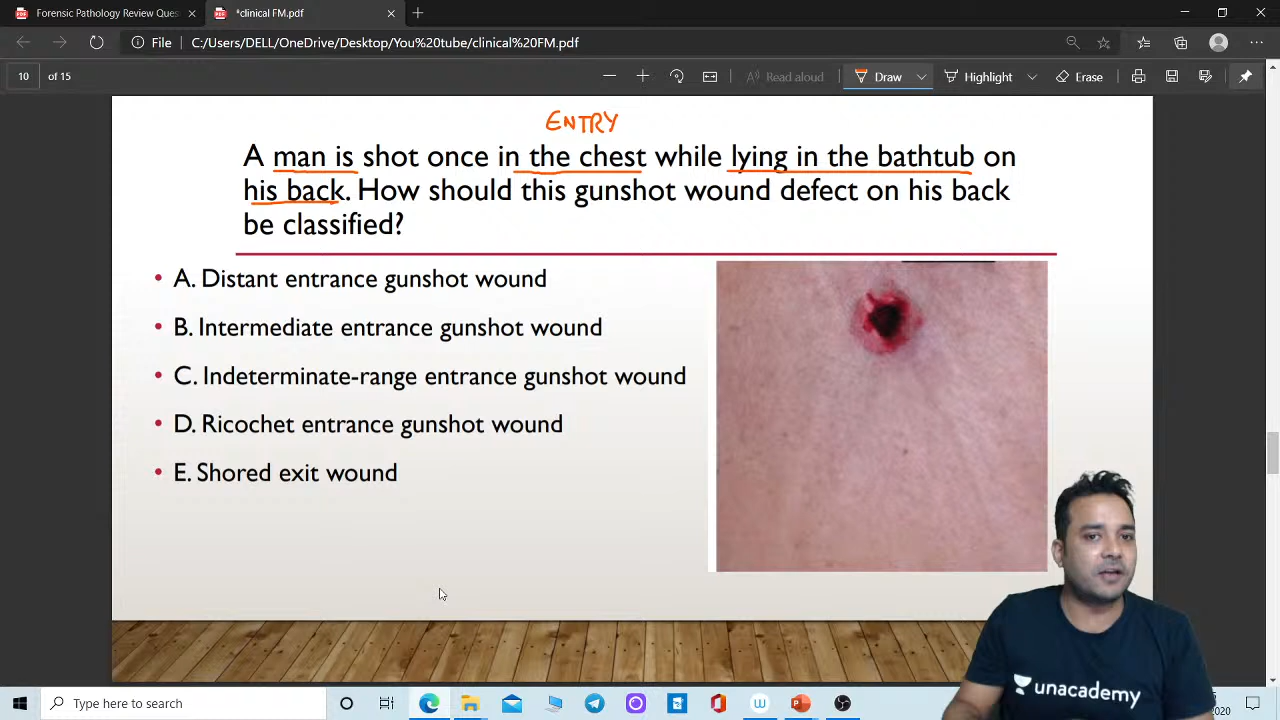 Forensic Pathology Review Ques
*clinical FM.pdf
File
C:/Users/DELL/OneDrive/Desktop/You%20tube/clinical%20FM.pdf
10 of 15
Read aloud
Draw
Highlight
Erase
ENTRY
A man is shot once in the chest while lying in the bathtub on
his back. How should this gunshot wound defect on his back
be classified?
• A. Distant entrance gunshot wound
• B. Intermediate entrance gunshot wound
• C. Indeterminate-range entrance gunshot wound
• D. Ricochet entrance gunshot wound
• E. Shored exit wound
unacademy
Type here to search